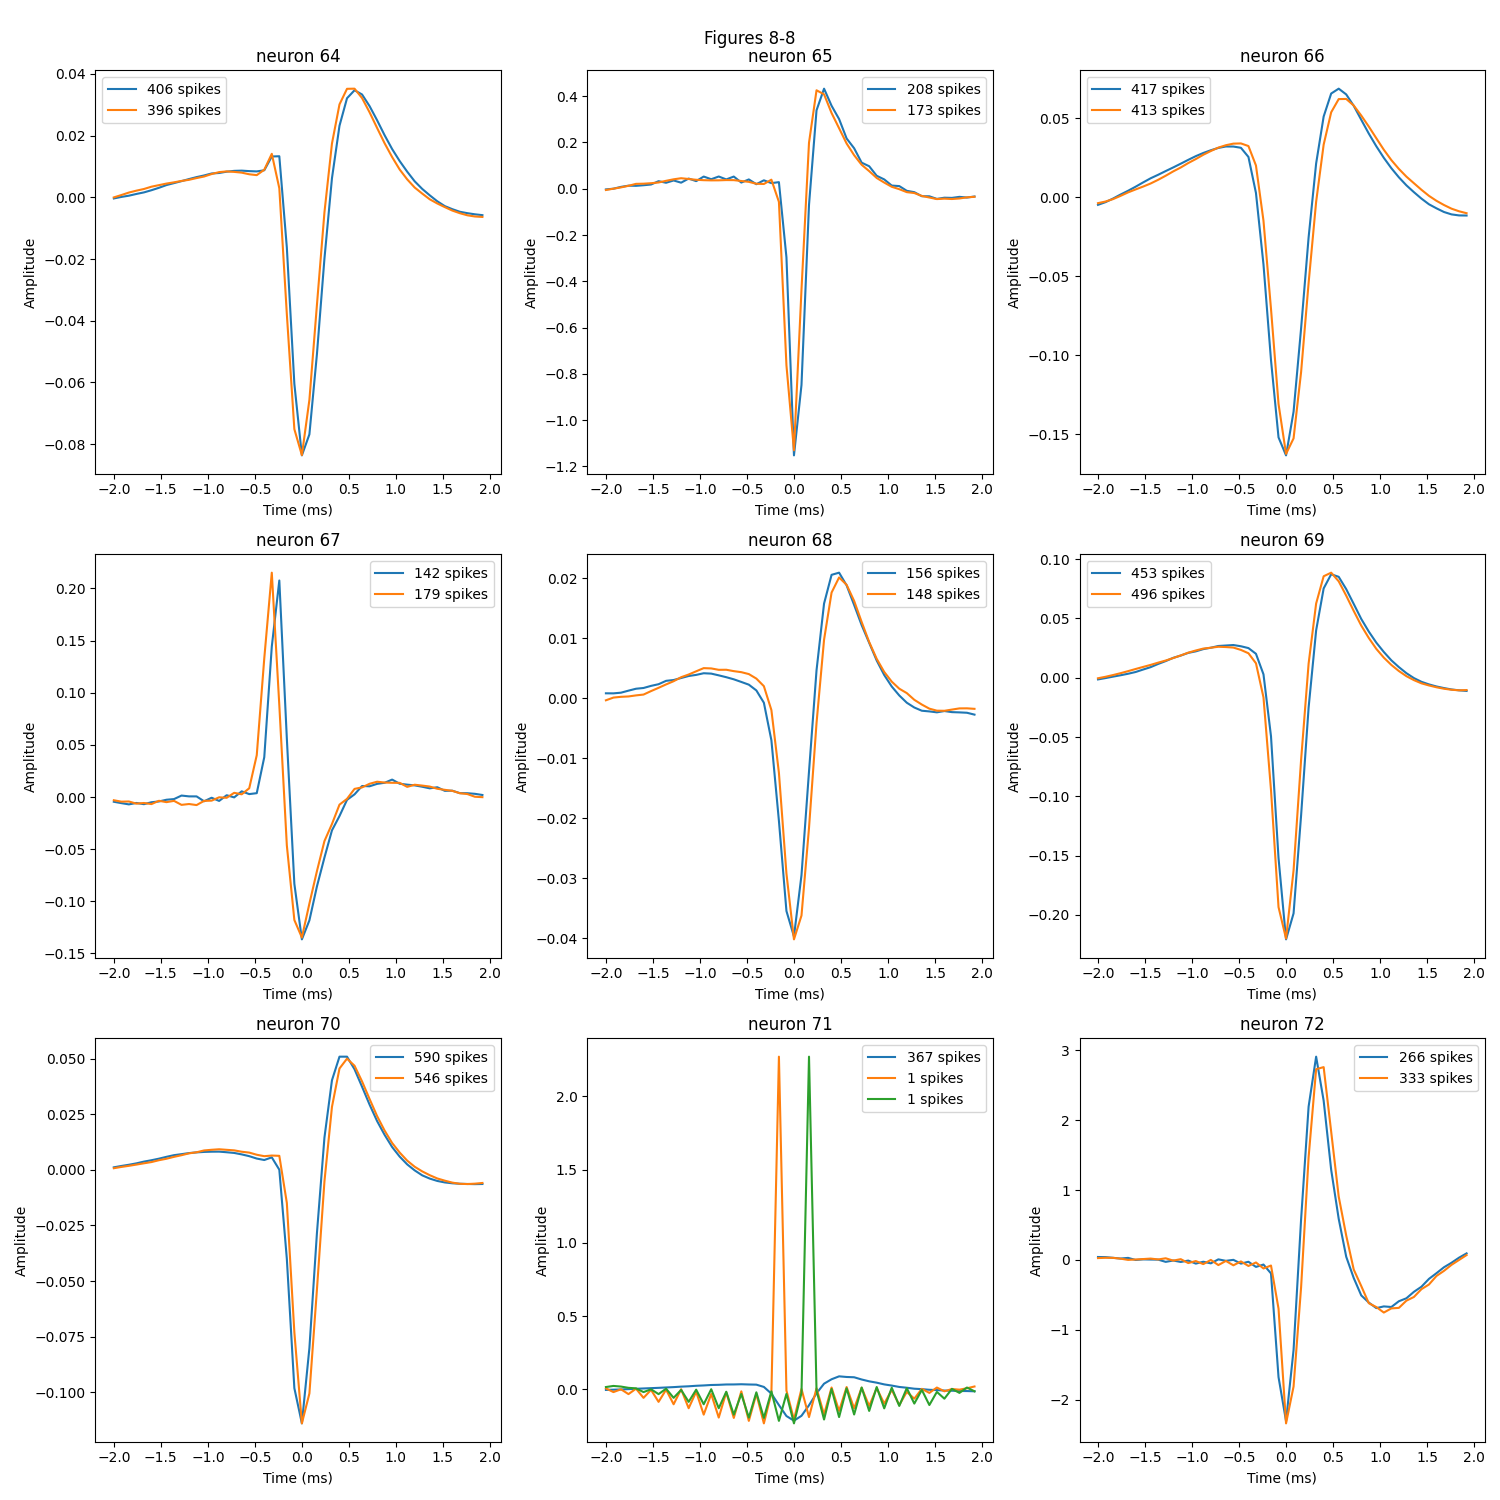 Figures 8-8
neuron 64
406 spikes
396 spikes
0.04
0.02
0.00
−0.02
−0.04
−0.06
−0.08
Amplitude
−2.0 −1.5 −1.0 −0.5 0.0 0.5 1.0 1.5 2.0
Time (ms)
neuron 65
208 spikes
173 spikes
0.4
0.2
0.0
−0.2
−0.4
−0.6
−0.8
−1.0
−1.2
Amplitude
−2.0 −1.5 −1.0 −0.5 0.0 0.5 1.0 1.5 2.0
Time (ms)
neuron 66
417 spikes
413 spikes
0.05
0.00
−0.05
−0.10
−0.15
Amplitude
−2.0 −1.5 −1.0 −0.5 0.0 0.5 1.0 1.5 2.0
Time (ms)
neuron 67
142 spikes
179 spikes
0.20
0.15
0.10
0.05
0.00
−0.05
−0.10
−0.15
Amplitude
−2.0 −1.5 −1.0 −0.5 0.0 0.5 1.0 1.5 2.0
Time (ms)
neuron 68
156 spikes
148 spikes
0.02
0.01
0.00
−0.01
−0.02
−0.03
−0.04
Amplitude
−2.0 −1.5 −1.0 −0.5 0.0 0.5 1.0 1.5 2.0
Time (ms)
neuron 69
453 spikes
496 spikes
0.10
0.05
0.00
−0.05
−0.10
−0.15
−0.20
Amplitude
−2.0 −1.5 −1.0 −0.5 0.0 0.5 1.0 1.5 2.0
Time (ms)
neuron 70
590 spikes
546 spikes
0.050
0.025
0.000
−0.025
−0.050
−0.075
−0.100
Amplitude
−2.0 −1.5 −1.0 −0.5 0.0 0.5 1.0 1.5 2.0
Time (ms)
neuron 71
367 spikes
1 spikes
1 spikes
2.0
1.5
1.0
0.5
0.0
Amplitude
−2.0 −1.5 −1.0 −0.5 0.0 0.5 1.0 1.5 2.0
Time (ms)
neuron 72
266 spikes
333 spikes
3
2
1
0
−1
−2
Amplitude
−2.0 −1.5 −1.0 −0.5 0.0 0.5 1.0 1.5 2.0
Time (ms)